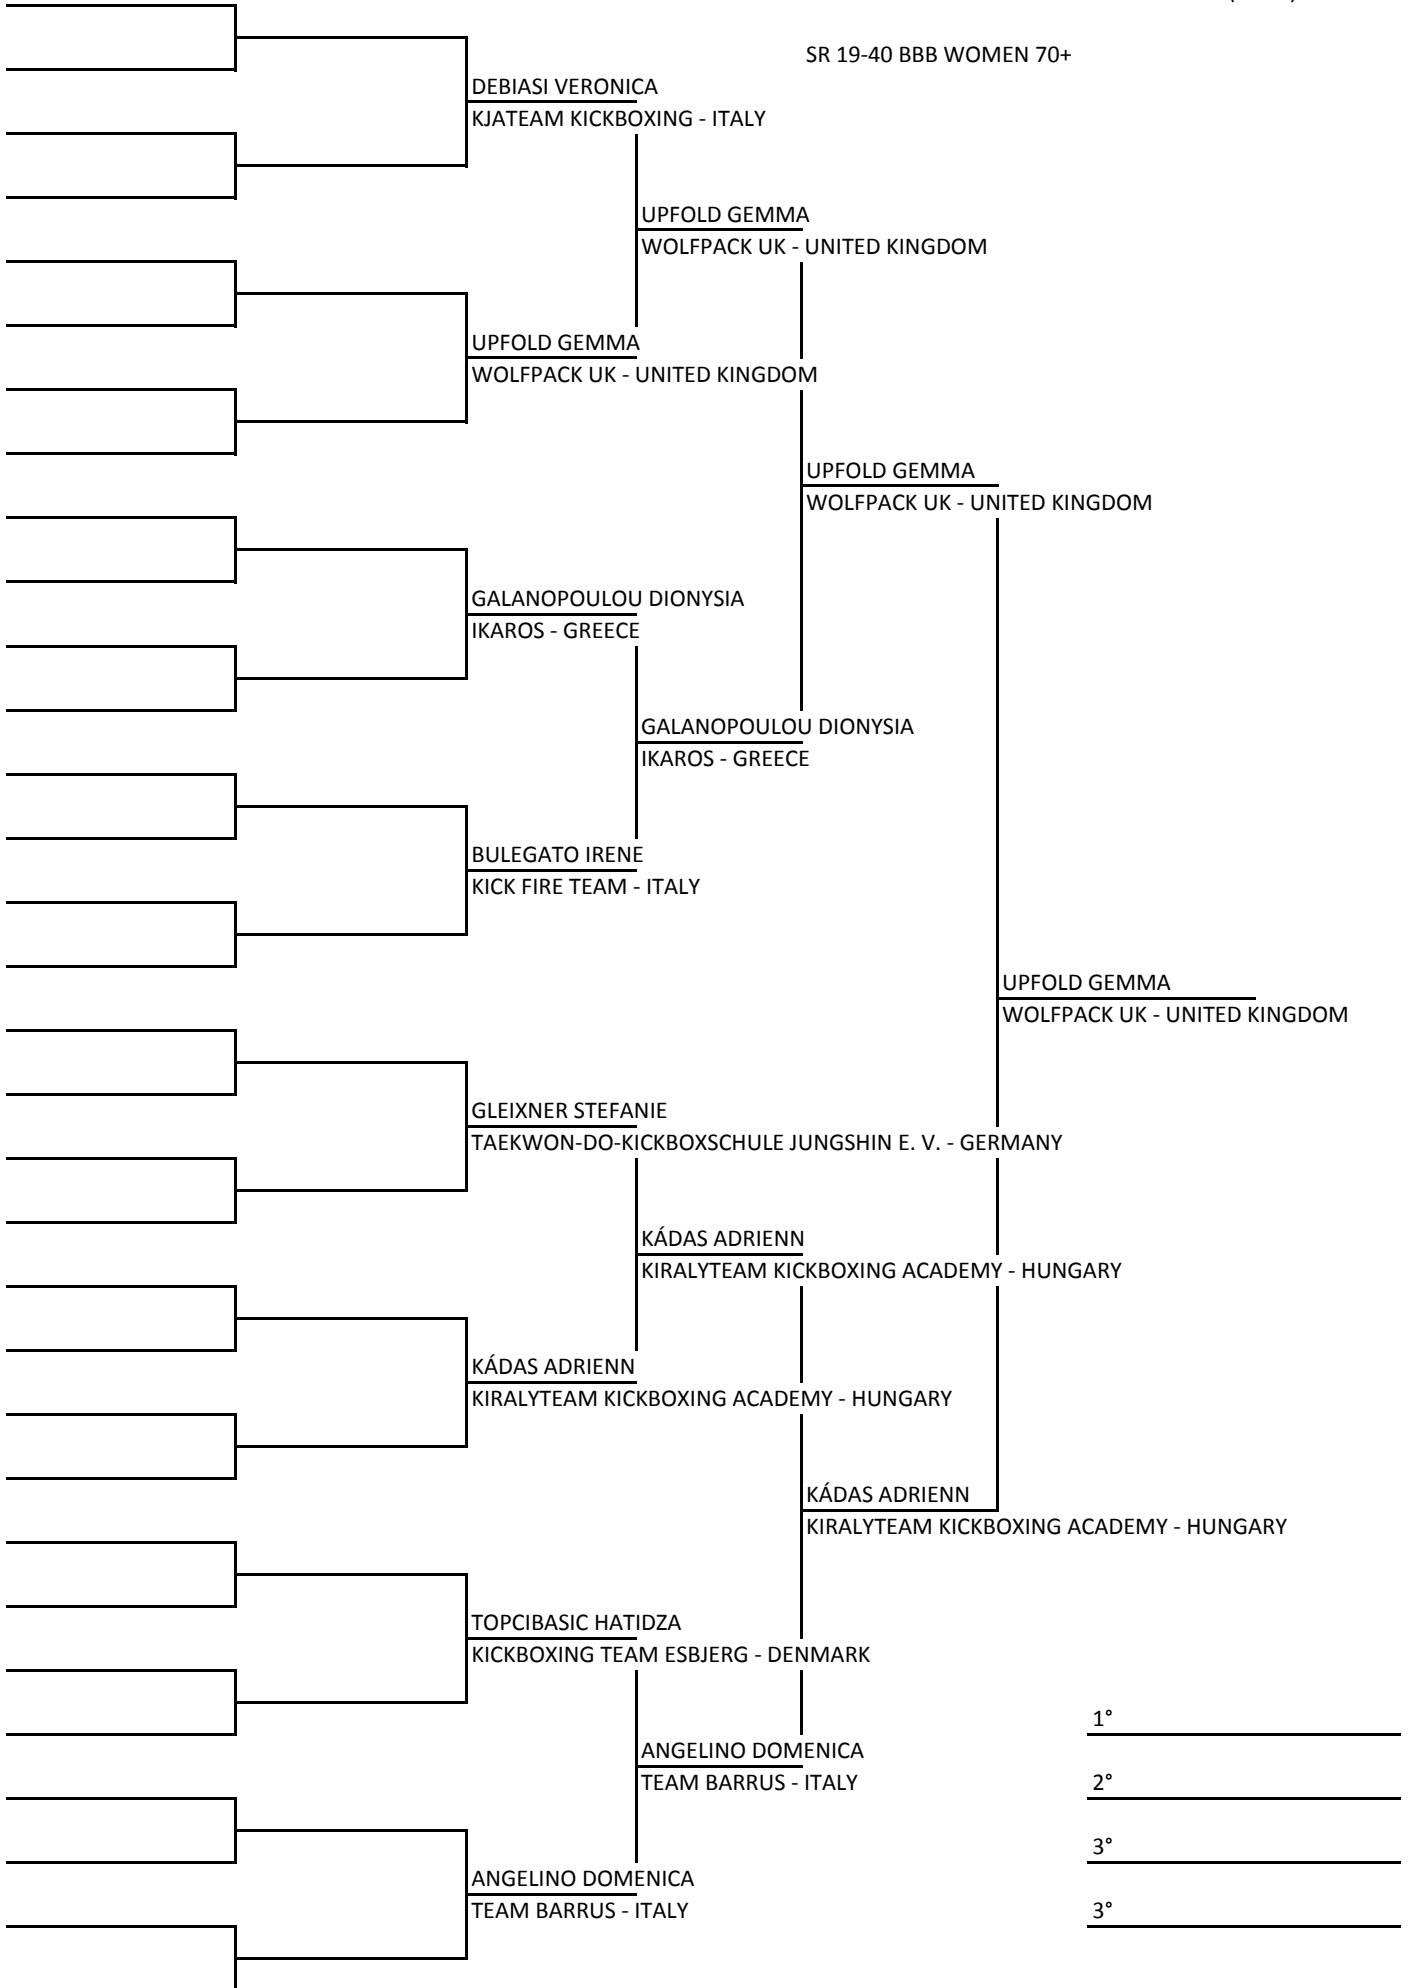 SR 19-40 BBB WOMEN 70+
DEBIASI VERONICA
KJATEAM KICKBOXING - ITALY
UPFOLD GEMMA
WOLFPACK UK - UNITED KINGDOM
UPFOLD GEMMA
WOLFPACK UK - UNITED KINGDOM
UPFOLD GEMMA
WOLFPACK UK - UNITED KINGDOM
GALANOPOULOU DIONYSIA
IKAROS - GREECE
GALANOPOULOU DIONYSIA
IKAROS - GREECE
BULEGATO IRENE
KICK FIRE TEAM - ITALY
UPFOLD GEMMA
WOLFPACK UK - UNITED KINGDOM
GLEIXNER STEFANIE
TAEKWON-DO-KICKBOXSCHULE JUNGSHIN E. V. - GERMANY
KÁDAS ADRIENN
KIRALYTEAM KICKBOXING ACADEMY - HUNGARY
KÁDAS ADRIENN
KIRALYTEAM KICKBOXING ACADEMY - HUNGARY
KÁDAS ADRIENN
KIRALYTEAM KICKBOXING ACADEMY - HUNGARY
TOPCIBASIC HATIDZA
KICKBOXING TEAM ESBJERG - DENMARK
1°
ANGELINO DOMENICA
TEAM BARRUS - ITALY
2°
3°
ANGELINO DOMENICA
TEAM BARRUS - ITALY
3°